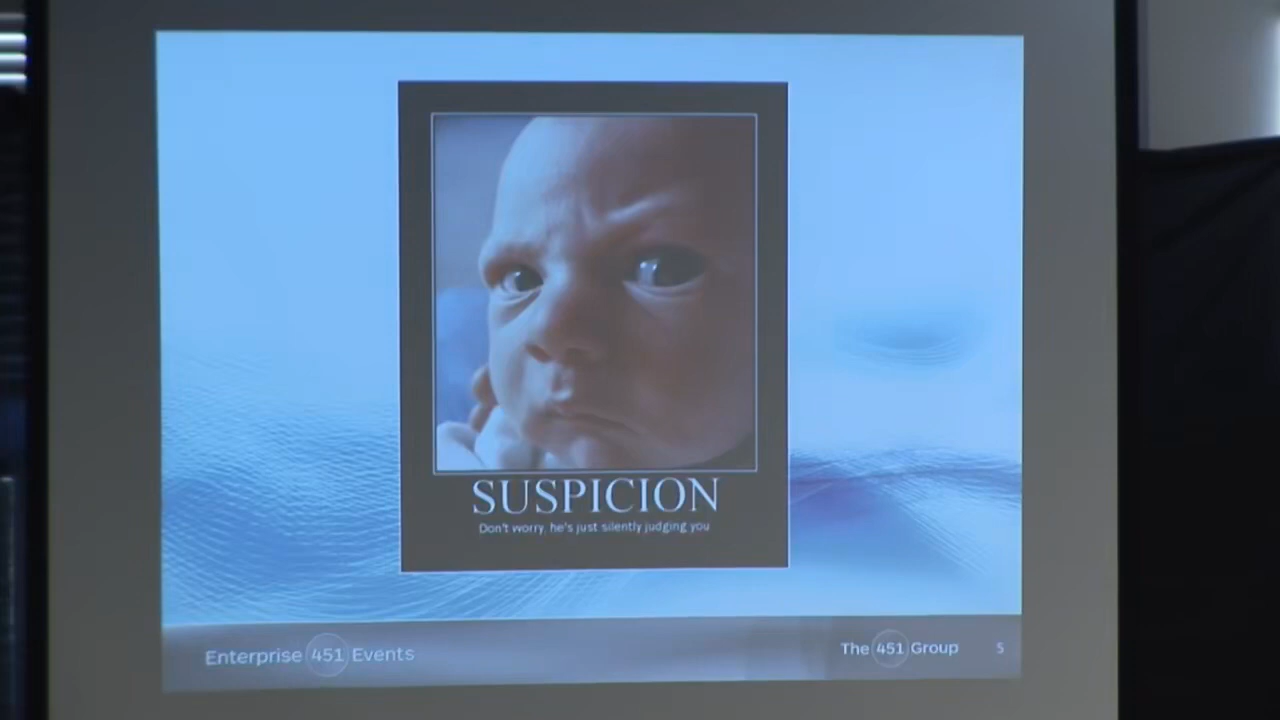 SUSPICION
Don't worry, he's just silently judging you
Enterprise 451 Events
The 451 Group
5